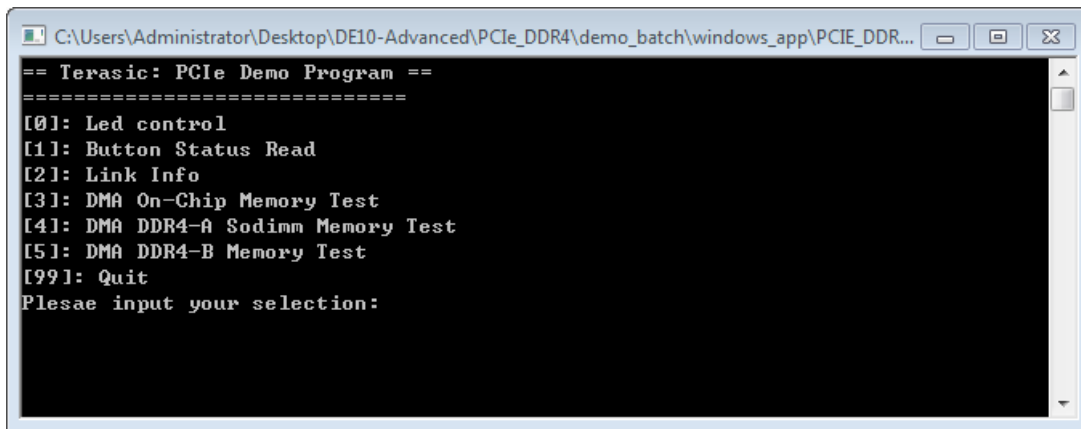 C:\Users\Administrator\Desktop\DE10-Advanced\PCIe_DDR4\demo_batch\windows_app\PCIE_DDR...
== Terasic: PCIe Demo Program ==
==============================
[0]: Led control
[1]: Button Status Read
[2]: Link Info
[3]: DMA On-Chip Memory Test
[4]: DMA DDR4-A Sodimm Memory Test
[5]: DMA DDR4-B Memory Test
[99]: Quit
Plesae input your selection: